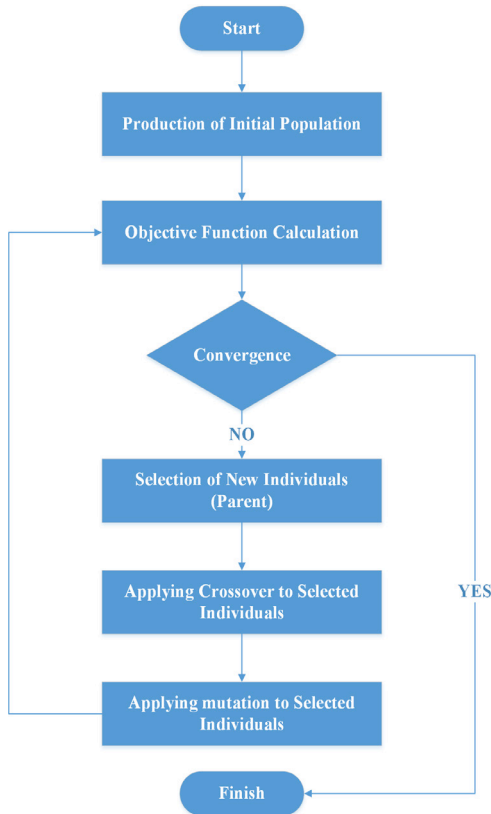 Start
Production of Initial Population
Objective Function Calculation
Convergence
NO
Selection of New Individuals
(Parent)
Applying Crossover to Selected
Individuals
YES
Applying mutation to Selected
Individuals
Finish